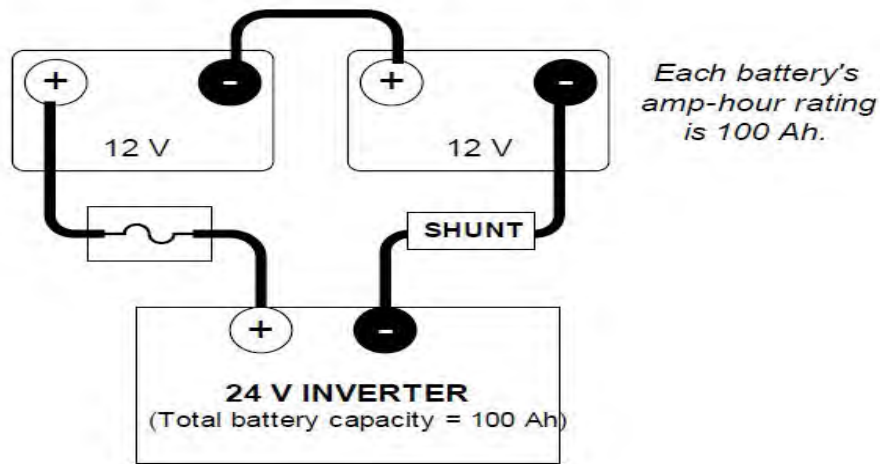 +
-
+
-
Each battery's
amp-hour rating
is 100 Ah.
12 V
12 V
SHUNT
+
-
24 V INVERTER
(Total battery capacity = 100 Ah)